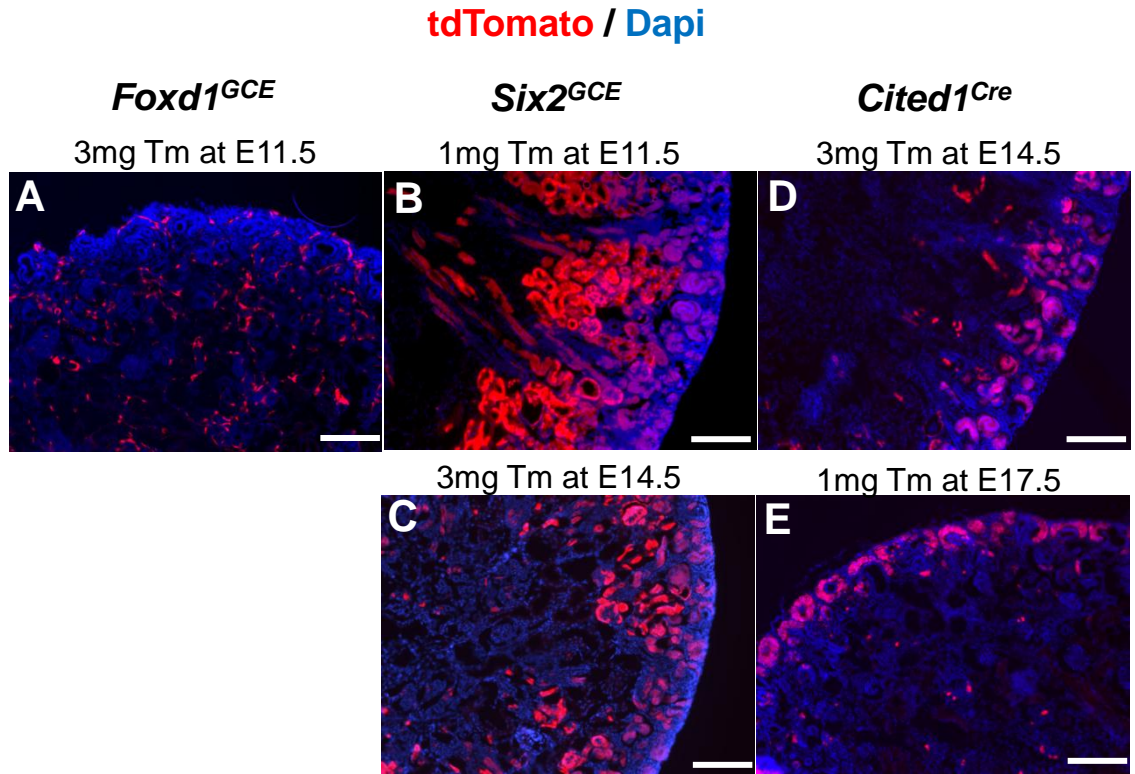 tdTomato / Dapi
Foxd1GCE
Six2GCE
Cited1Cre
3mg Tm at E11.5
1mg Tm at E11.5
3mg Tm at E14.5
A
B
D
3mg Tm at E14.5
1mg Tm at E17.5
C
E